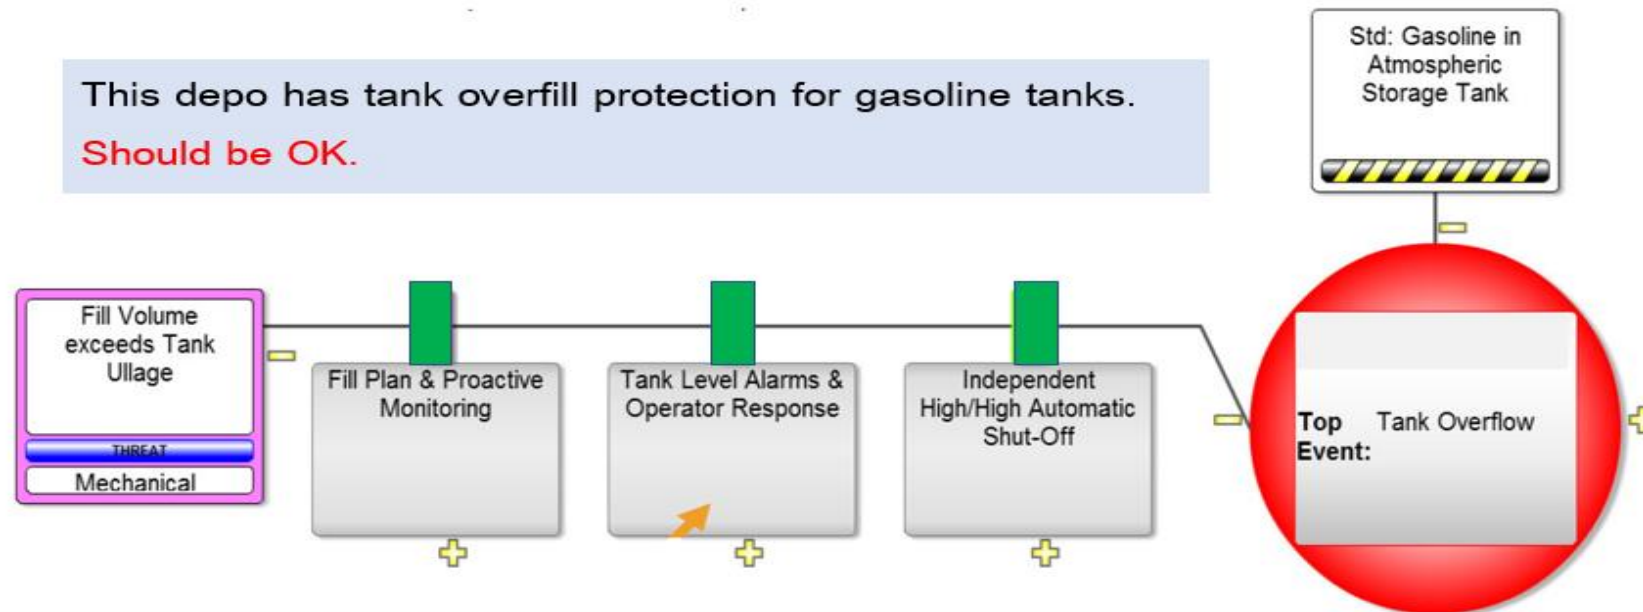 This depo has tank overfill protection for gasoline tanks.
Should be OK.
Std: Gasoline in
Atmospheric
Storage Tank
Fill Volume
exceeds Tank
Ullage
THREAT
Mechanical
Fill Plan & Proactive
Monitoring
Tank Level Alarms &
Operator Response
Independent
High/High Automatic
Shut-Off
Top Tank Overflow
Event: